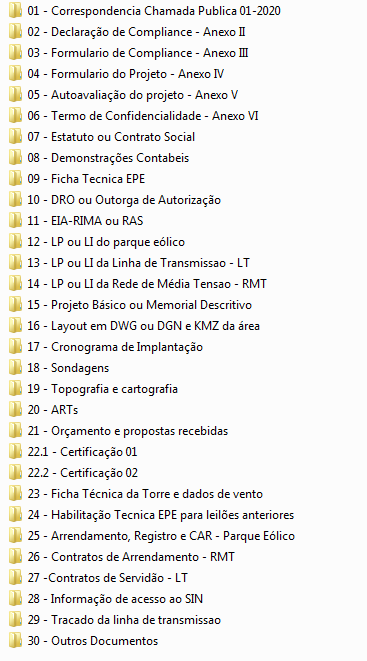 01 - Correspondencia Chamada Publica 01-2020
02 - Declaração de Compliance - Anexo II
03 - Formulario de Compliance - Anexo III
04 - Formulario do Projeto - Anexo IV
05 - Autoavaliação do projeto - Anexo V
06 - Termo de Confidencialidade - Anexo VI
07 - Estatuto ou Contrato Social
08 - Demonstrações Contabeis
09 - Ficha Tecnica EPE
10 - DRO ou Outorga de Autorização
11 - EIA-RIMA ou RAS
12 - LP ou LI do parque eólico
13 - LP ou LI da Linha de Transmissao - LT
14 - LP ou LI da Rede de Média Tensao - RMT
15 - Projeto Básico ou Memorial Descritivo
16 - Layout em DWG ou DGN e KMZ da área
17 - Cronograma de Implantação
18 - Sondagens
19 - Topografia e cartografia
20 - ARTs
21 - Orçamento e propostas recebidas
22.1 - Certificação 01
22.2 - Certificação 02
23 - Ficha Técnica da Torre e dados de vento
24 - Habilitação Tecnica EPE para leilões anteriores
25 - Arrendamento, Registro e CAR - Parque Eólico
26 - Contratos de Arrendamento - RMT
27 -Contratos de Servidão - LT
28 - Informação de acesso ao SIN
29 - Tracado da linha de transmissao
30 - Outros Documentos